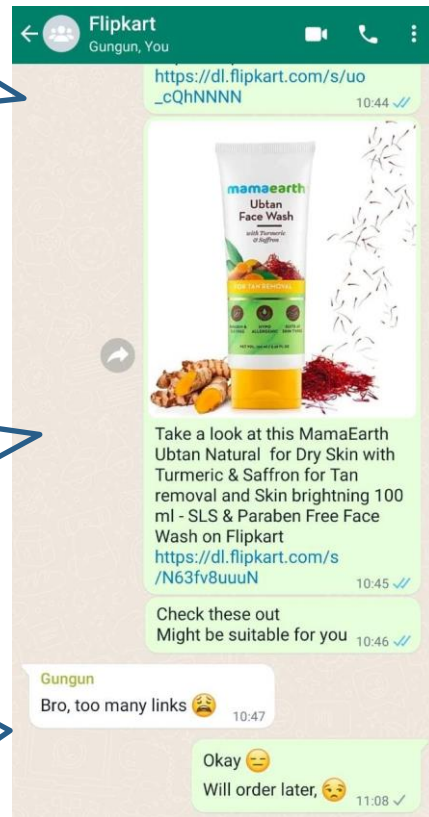 Flipkart
Gungun, You
https://dl.flipkart.com/s/uo
_cQhNNNN
10:44
mamaearth
Ubtan
Face Wash
with Turmeric
& Saffron
FOR TAN REMOVAL
Take a look at this MamaEarth
Ubtan Natural for Dry Skin with
Turmeric & Saffron for Tan
removal and Skin brightning 100
ml - SLS & Paraben Free Face
Wash on Flipkart
https://dl.flipkart.com/s
/N63fv8uuuN
10:45
Check these out
Might be suitable for you 10:46
Gungun
Bro, too many links 😩 10:47
Okay 😑
Will order later, 😒 11:08